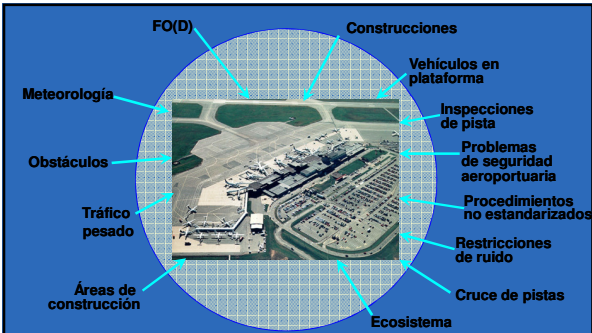 FO(D)
Construcciones
Vehículos en
plataforma
Meteorología
Inspecciones
de pista
Obstáculos
Problemas
de seguridad
aeroportuaria
Tráfico
pesado
Procedimientos
no estandarizados
Restricciones
de ruido
Áreas de
construcción
Cruce de pistas
Ecosistema